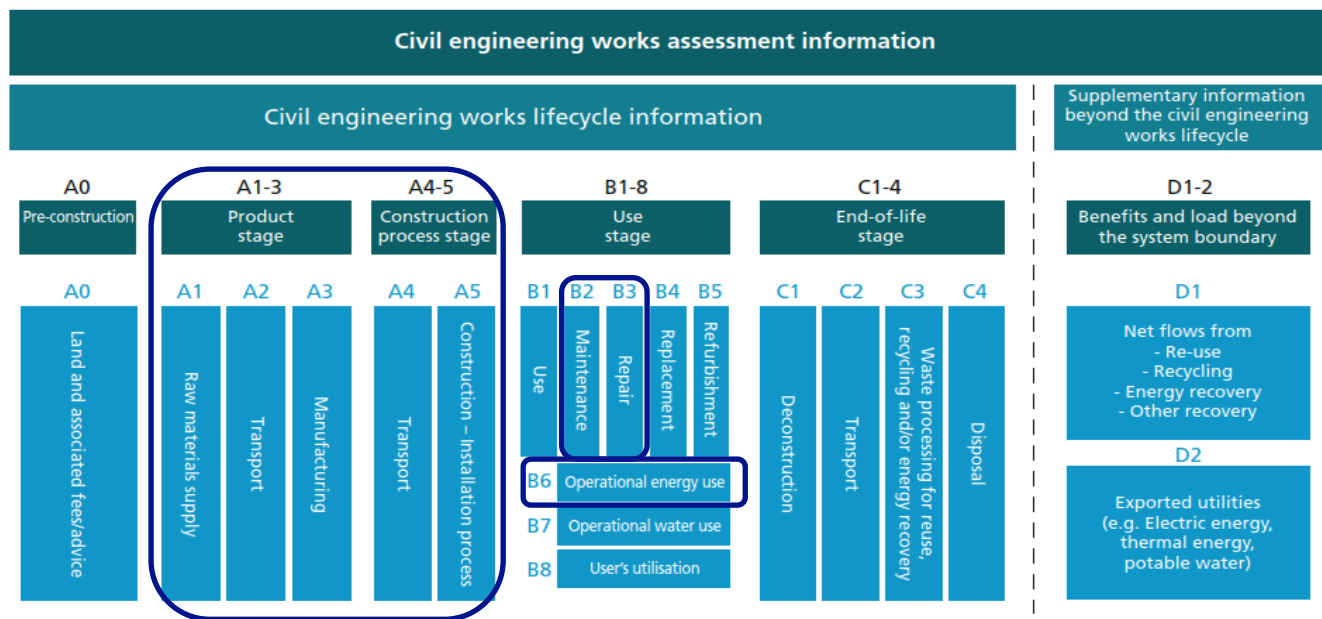 Civil engineering works assessment information
Civil engineering works lifecycle information
Supplementary information
beyond the civil engineering
works lifecycle
A0
Pre-construction
A1-3
Product
stage
A4-5
Construction
process stage
B1-8
Use
stage
C1-4
End-of-life
stage
D1-2
Benefits and load beyond
the system boundary
A0
Land and associated fees/advice
A1
Raw materials supply
A2
Transport
A3
Manufacturing
A4
Transport
A5
Construction – Installation process
B1
Use
B2
Maintenance
B3
Repair
B4
Replacement
B5
Refurbishment
B6
Operational energy use
B7
Operational water use
B8
User's utilisation
C1
Deconstruction
C2
Transport
C3
Waste processing for reuse,
recycling and/or energy recovery
C4
Disposal
D1
Net flows from
- Re-use
- Recycling
- Energy recovery
- Other recovery
D2
Exported utilities
(e.g. Electric energy,
thermal energy,
potable water)